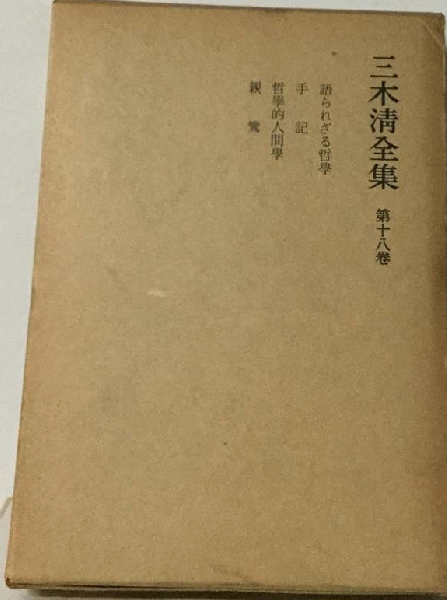 三木清全集 第十八巻
語られざる哲學
手記
哲學的人間學
親鸞